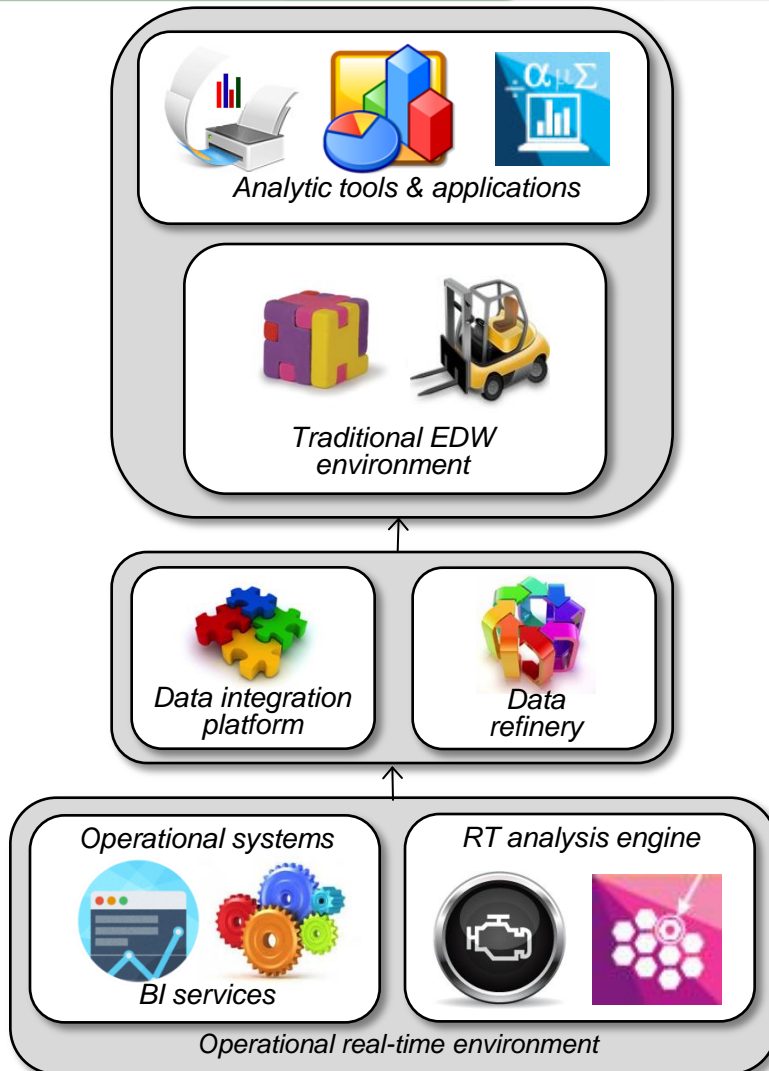 ÷αμΣ
Analytic tools & applications
Traditional EDW
environment
Data integration
platform
Data
refinery
Operational systems
RT analysis engine
BI services
Operational real-time environment